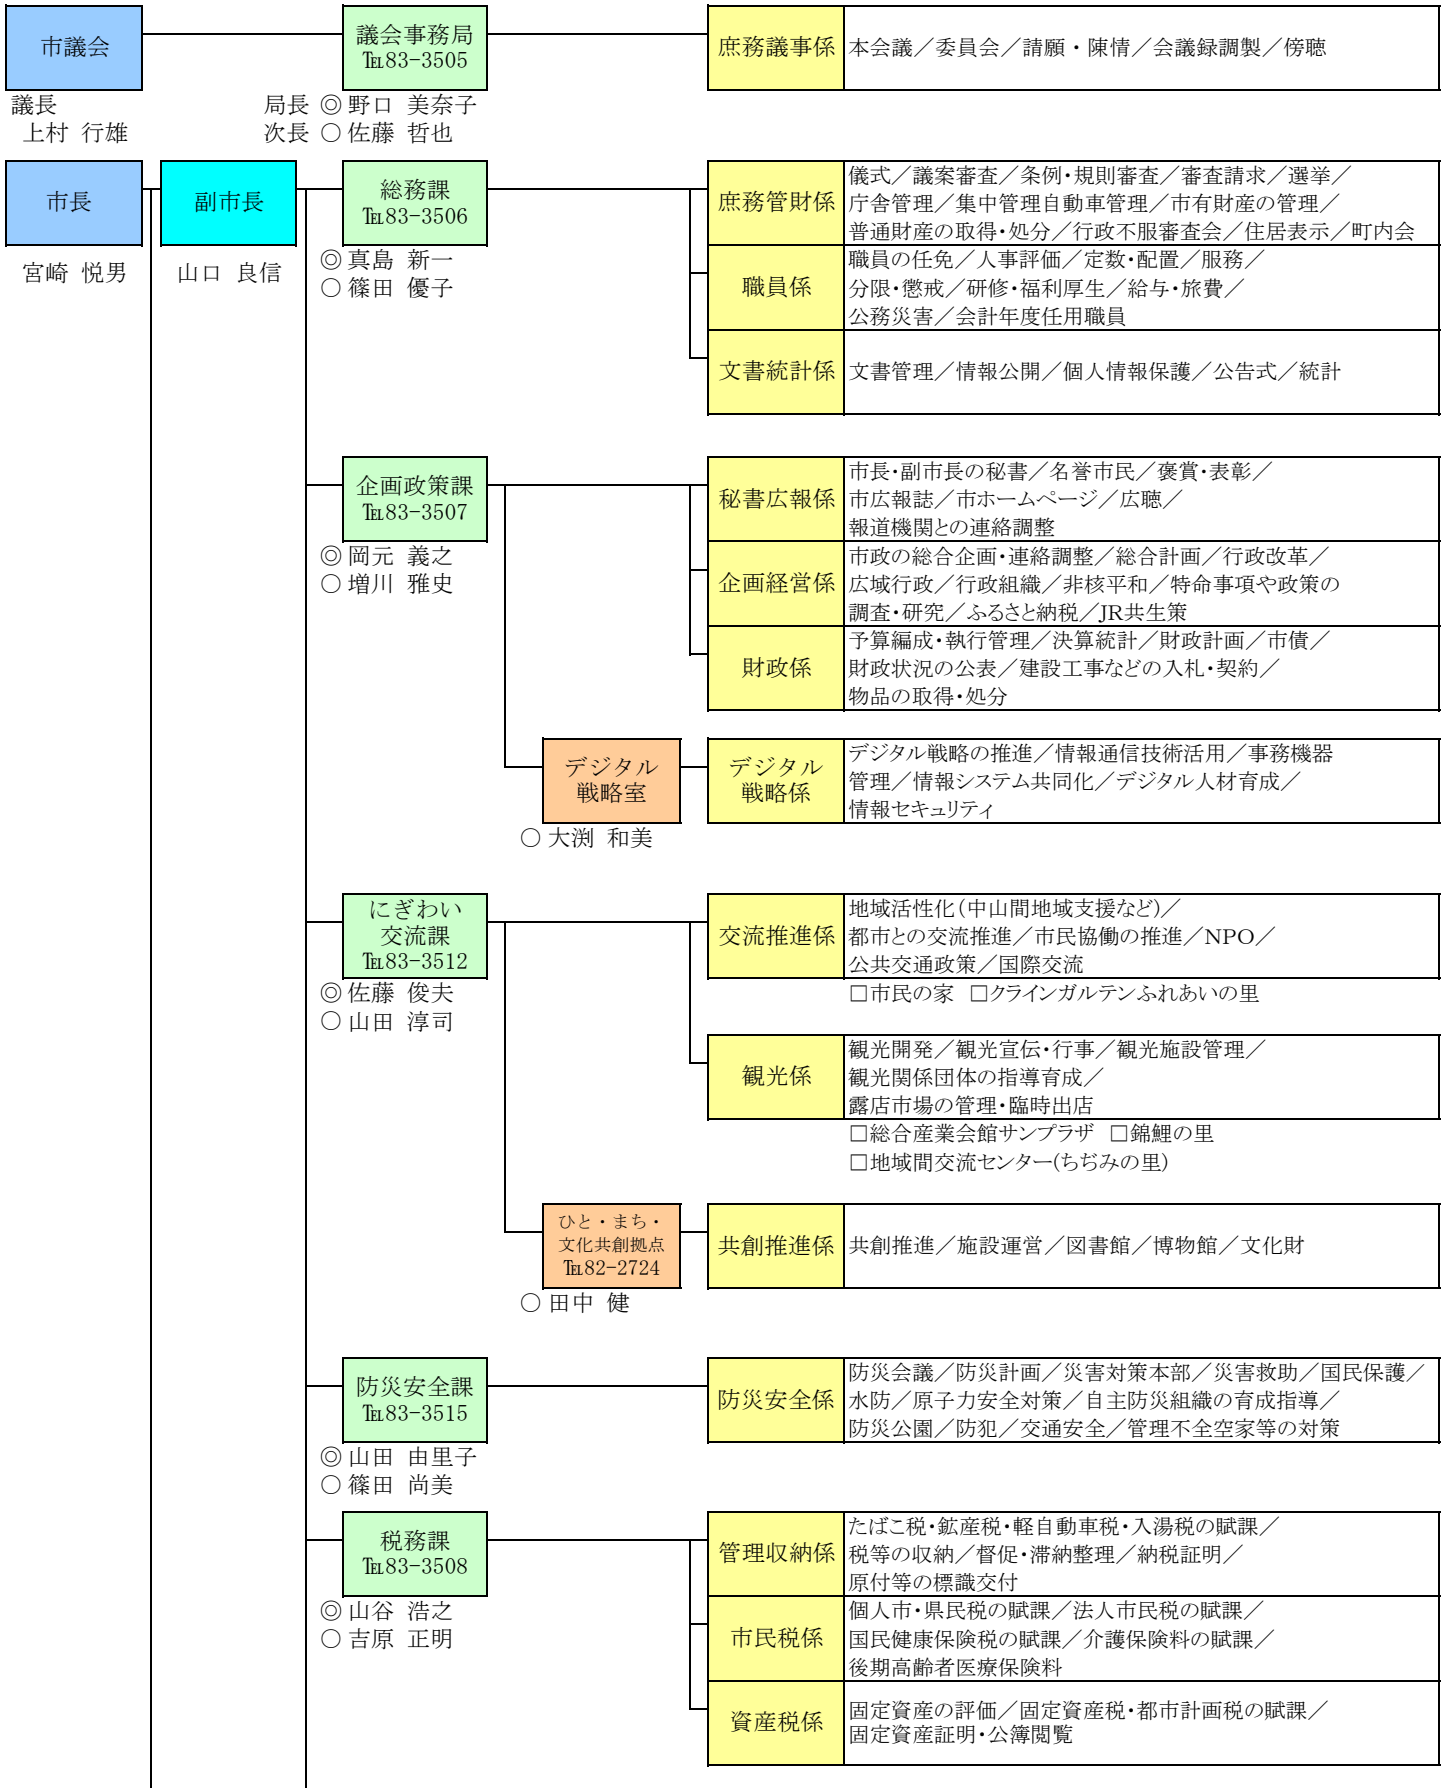 市議会
議会事務局
℡83-3505
庶務議事係
本会議／委員会／請願・陳情／会議録調製／傍聴
議長
上村 行雄
局長 ◎ 野口 美奈子
次長 ○ 佐藤 哲也
市長
副市長
総務課
℡83-3506
庶務管財係
儀式／議案審査／条例・規則審査／審査請求／選挙／
庁舎管理／集中管理自動車管理／市有財産の管理／
普通財産の取得・処分／行政不服審査会／住居表示／町内会
宮崎 悦男
山口 良信
◎ 真島 新一
○ 篠田 優子
職員係
職員の任免／人事評価／定数・配置／服務／
分限・懲戒／研修・福利厚生／給与・旅費／
公務災害／会計年度任用職員
文書統計係
文書管理／情報公開／個人情報保護／公告式／統計
企画政策課
℡83-3507
秘書広報係
市長・副市長の秘書／名誉市民／褒賞・表彰／
市広報誌／市ホームページ／広聴／
報道機関との連絡調整
◎ 岡元 義之
○ 増川 雅史
企画経営係
市政の総合企画・連絡調整／総合計画／行政改革／
広域行政／行政組織／非核平和／特命事項や政策の
調査・研究／ふるさと納税／JR共生策
財政係
予算編成・執行管理／決算統計／財政計画／市債／
財政状況の公表／建設工事などの入札・契約／
物品の取得・処分
デジタル
戦略室
デジタル
戦略係
デジタル戦略の推進／情報通信技術活用／事務機器
管理／情報システム共同化／デジタル人材育成／
情報セキュリティ
○ 大渕 和美
にぎわい
交流課
℡83-3512
交流推進係
地域活性化（中山間地域支援など）／
都市との交流推進／市民協働の推進／NPO／
公共交通政策／国際交流
◎ 佐藤 俊夫
○ 山田 淳司
□市民の家 □クラインガルテンふれあいの里
観光係
観光開発／観光宣伝・行事／観光施設管理／
観光関係団体の指導育成／
露店市場の管理・臨時出店
□総合産業会館サンプラザ □錦鯉の里
□地域間交流センター(ちぢみの里)
ひと・まち・
文化共創拠点
℡82-2724
共創推進係
共創推進／施設運営／図書館／博物館／文化財
○ 田中 健
防災安全課
℡83-3515
防災安全係
防災会議／防災計画／災害対策本部／災害救助／国民保護／
水防／原子力安全対策／自主防災組織の育成指導／
防災公園／防犯／交通安全／管理不全空家等の対策
◎ 山田 由里子
○ 篠田 尚美
税務課
℡83-3508
管理収納係
たばこ税・鉱産税・軽自動車税・入湯税の賦課／
税等の収納／督促・滞納整理／納税証明／
原付等の標識交付
◎ 山谷 浩之
○ 吉原 正明
市民税係
個人市・県民税の賦課／法人市民税の賦課／
国民健康保険税の賦課／介護保険料の賦課／
後期高齢者医療保険料
資産税係
固定資産の評価／固定資産税・都市計画税の賦課／
固定資産証明・公簿閲覧